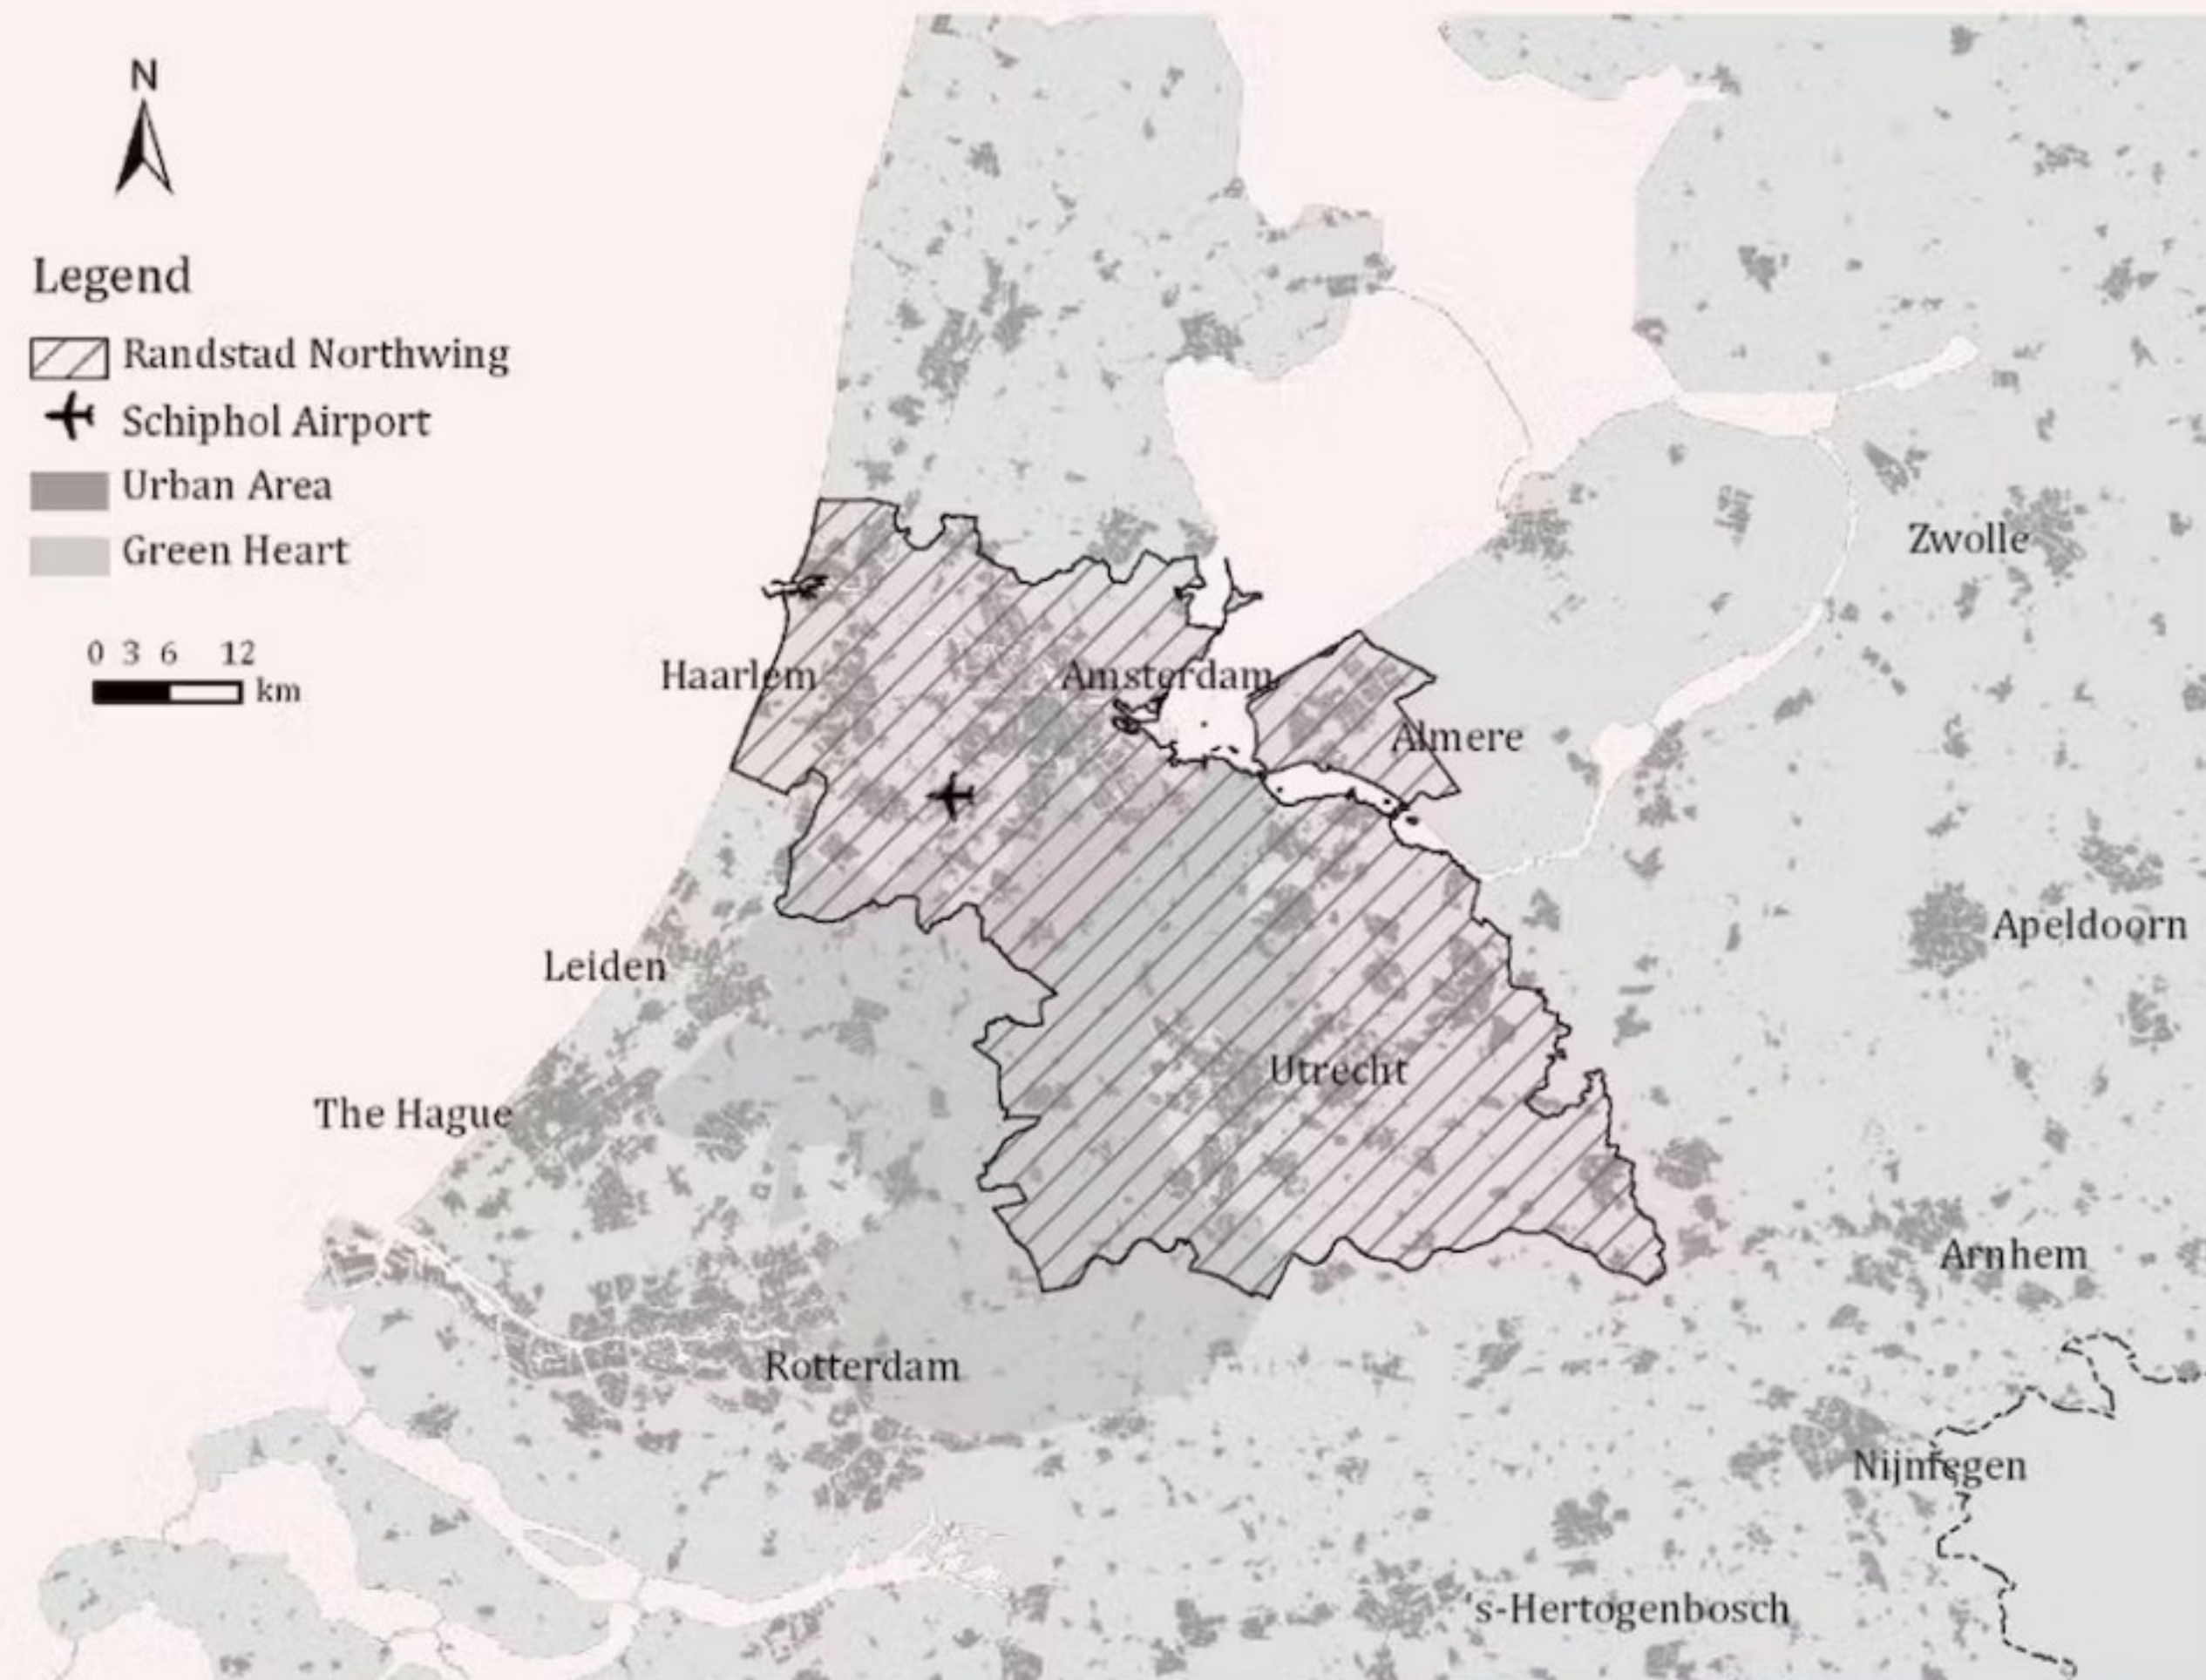 N
Legend
Randstad Northwing
Schiphol Airport
Urban Area
Green Heart
0 3 6 12
km
Zwolle
Haarlem
Amsterdam
Almere
Apeldoorn
Leiden
Utrecht
The Hague
Arnhem
Rotterdam
Nijmegen
's-Hertogenbosch